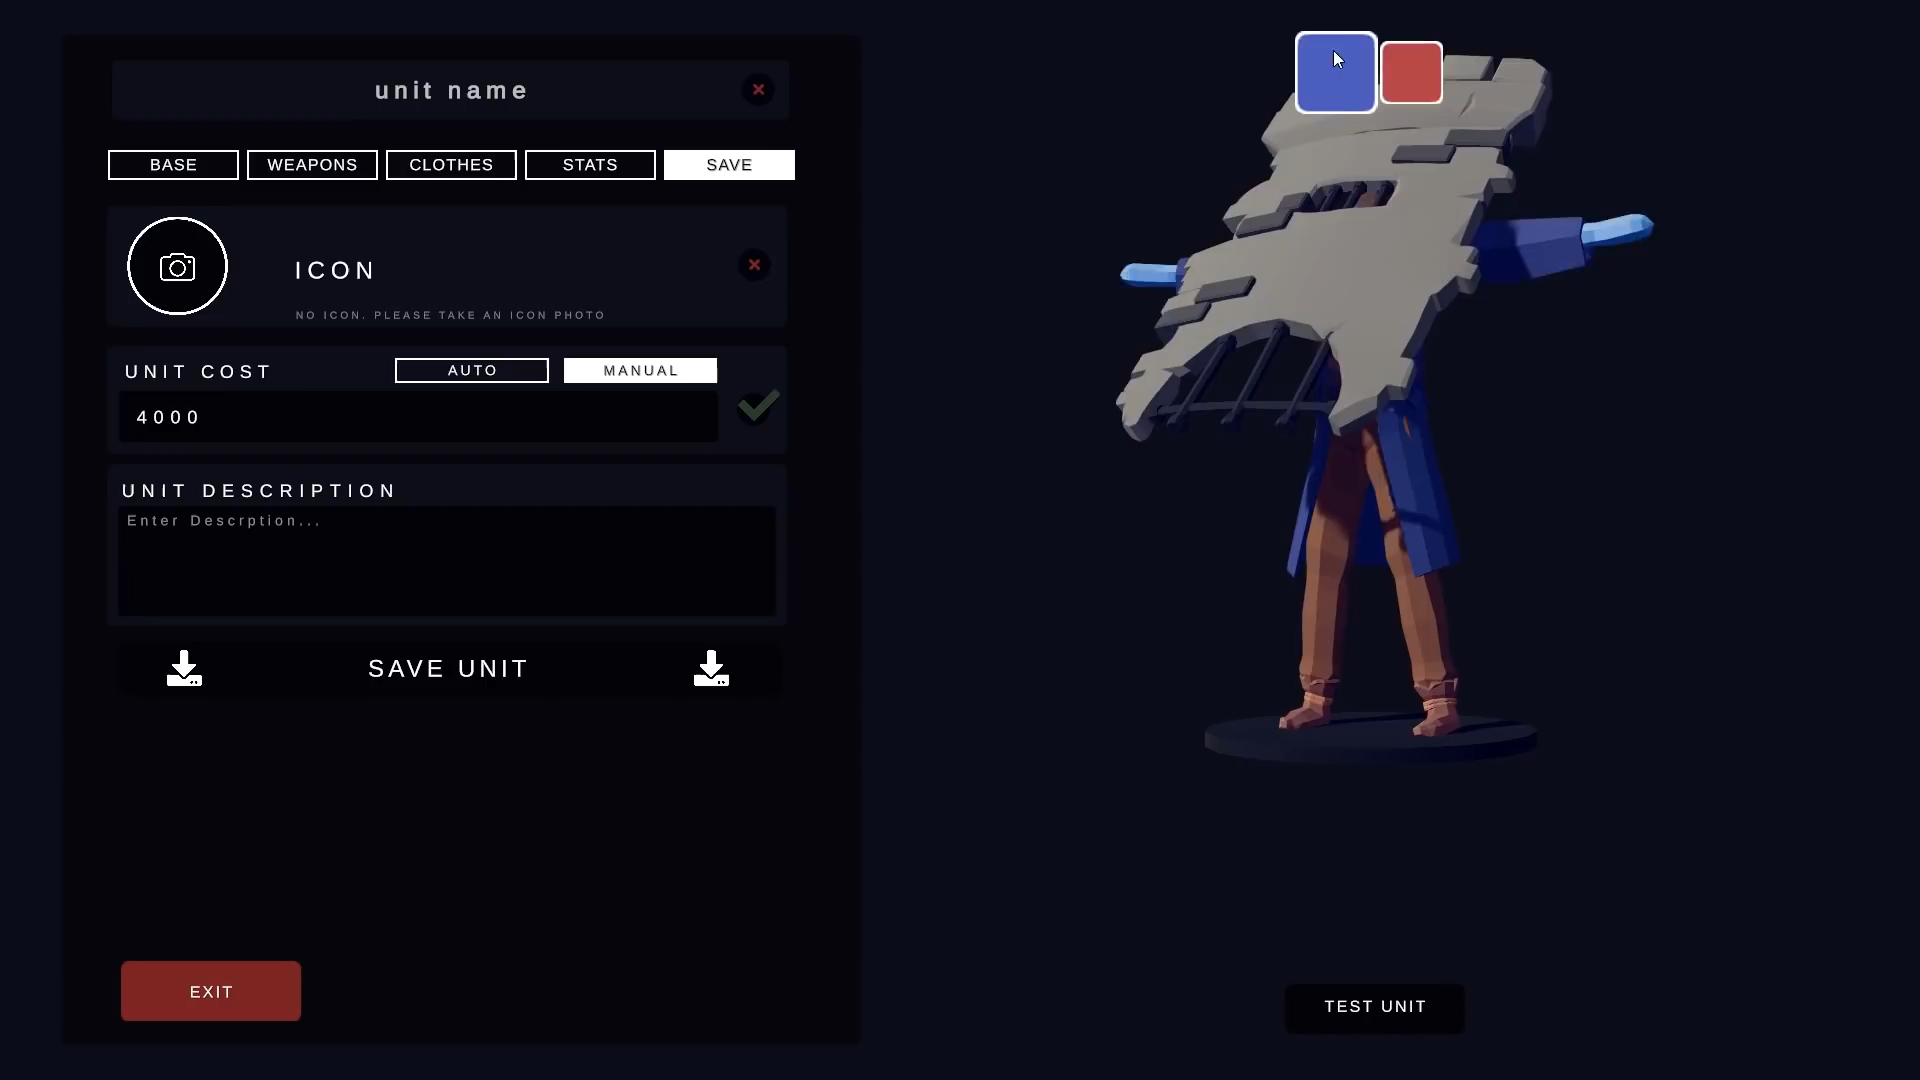 unit name
BASE
WEAPONS
CLOTHES
STATS
SAVE
ICON
NO ICON. PLEASE TAKE AN ICON PHOTO
UNIT COST
AUTO
MANUAL
4000
UNIT DESCRIPTION
Enter Descrption...
SAVE UNIT
EXIT
TEST UNIT